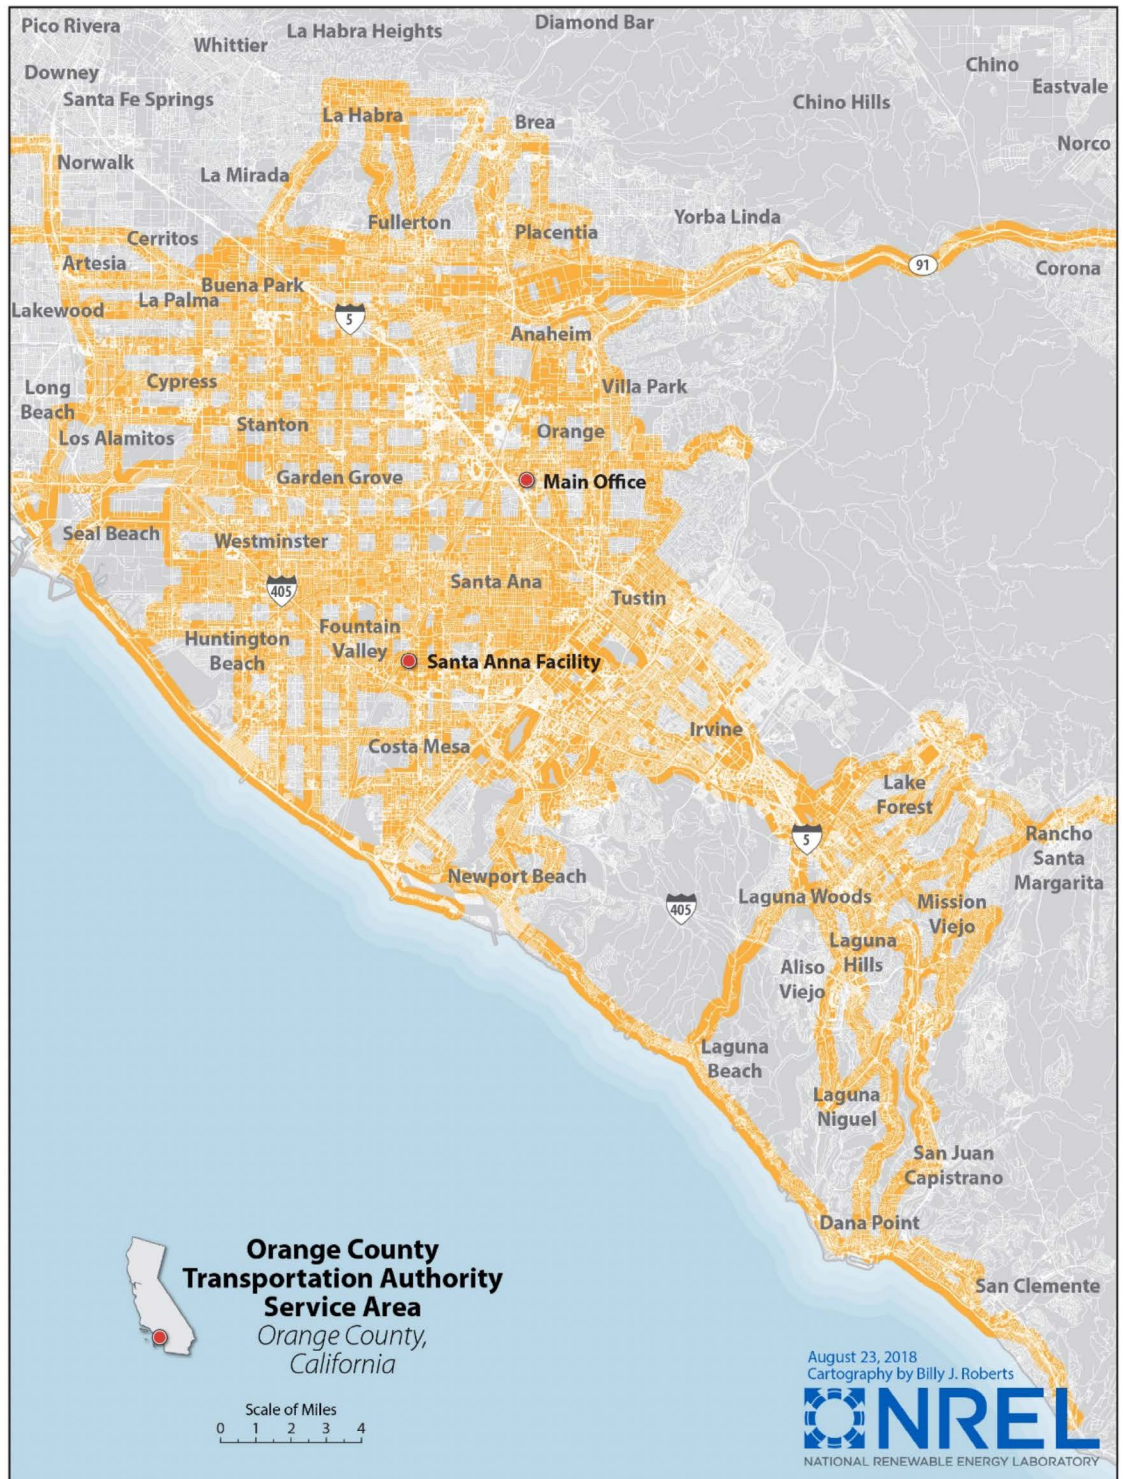 Pico Rivera
Whittier
La Habra Heights
Diamond Bar
Downey
Santa Fe Springs
Chino
Eastvale
Chino Hills
La Habra
Brea
Norco
Norwalk
La Mirada
Fullerton
Placentia
Yorba Linda
Cerritos
Artesia
91
Corona
Buena Park
La Palma
Lakewood
5
Anaheim
Long
Beach
Cypress
Villa Park
Los Alamitos
Stanton
Orange
Garden Grove
Main Office
Seal Beach
Westminster
405
Santa Ana
Tustin
Huntington
Beach
Fountain
Valley
Santa Anna Facility
Costa Mesa
Irvine
Lake
Forest
5
Rancho
Santa
Margarita
Newport Beach
405
Laguna Woods
Mission
Viejo
Laguna
Hills
Aliso
Viejo
Laguna
Beach
Laguna
Niguel
San Juan
Capistrano
Dana Point
San Clemente
Orange County
Transportation Authority
Service Area
Orange County,
California
Scale of Miles
0 1 2 3 4
August 23, 2018
Cartography by Billy J. Roberts
NREL
NATIONAL RENEWABLE ENERGY LABORATORY